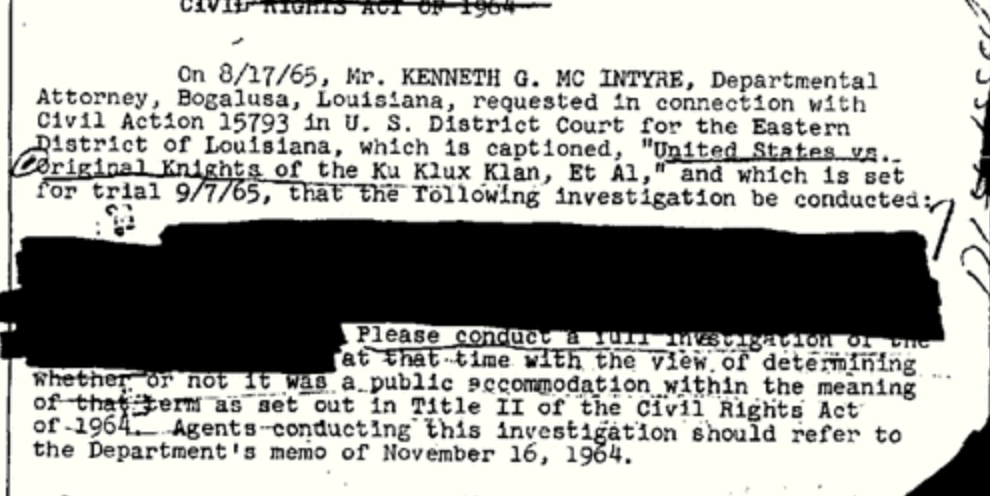 CIVIL RIGHTS ACT OF 1964
On 8/17/65, Mr. KENNETH G. MC INTYRE, Departmental
Attorney, Bogalusa, Louisiana, requested in connection with
Civil Action 15793 in U. S. District Court for the Eastern
District of Louisiana, which is captioned, "United States vs.
Original Knights of the Ku Klux Klan, Et Al," and which is set
for trial 9/7/65, that the following investigation be conducted:
Please conduct a full investigation of the
at that time with the view of determining
whether or not it was a public accommodation within the meaning
of that term as set out in Title II of the Civil Rights Act
of 1964. Agents conducting this investigation should refer to
the Department's memo of November 16, 1964.